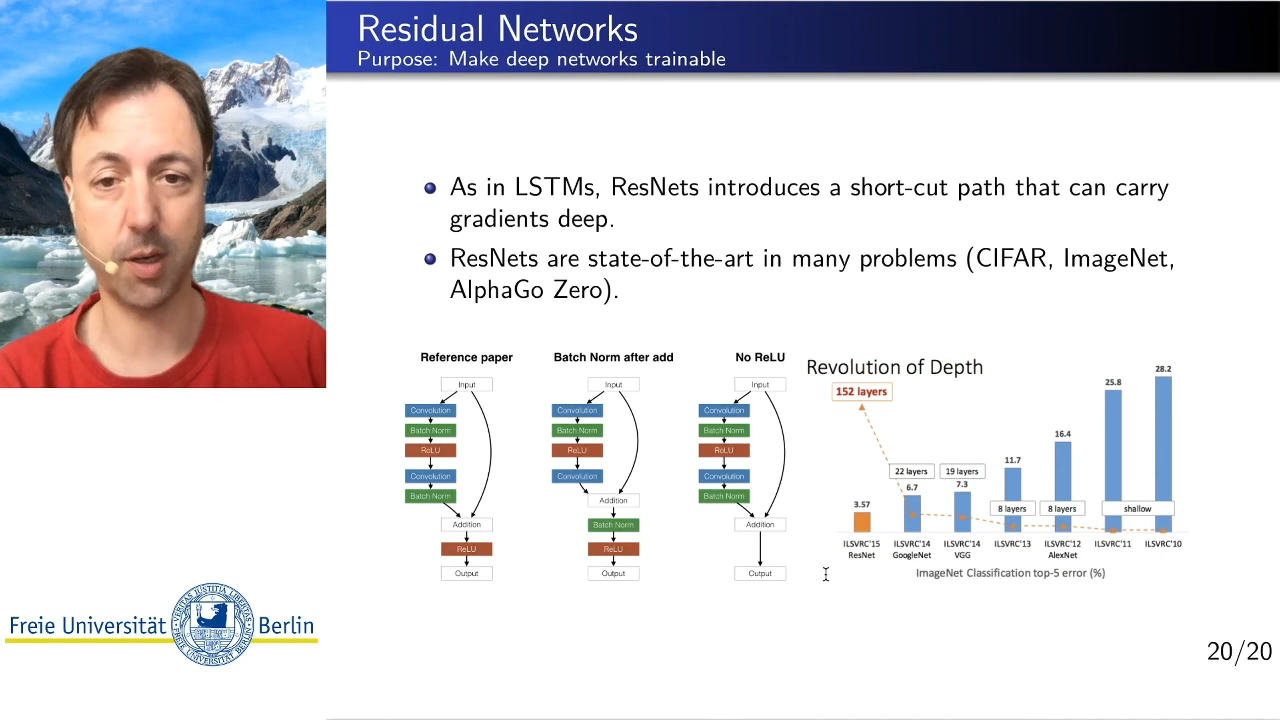 Residual Networks
Purpose: Make deep networks trainable
As in LSTMs, ResNets introduces a short-cut path that can carry
gradients deep.
ResNets are state-of-the-art in many problems (CIFAR, ImageNet,
AlphaGo Zero).
Reference paper
Input
Convolution
Batch Norm
ReLU
Convolution
Batch Norm
Addition
ReLU
Output
Batch Norm after add
Input
Convolution
Batch Norm
ReLU
Convolution
Addition
Batch Norm
ReLU
Output
No ReLU
Input
Convolution
Batch Norm
ReLU
Convolution
Batch Norm
Addition
Output
Revolution of Depth
152 layers
22 layers
19 layers
8 layers
8 layers
shallow
3.57
6.7
7.3
11.7
16.4
25.8
28.2
ILSVRC'15
ResNet
ILSVRC'14
GoogleNet
ILSVRC'14
VGG
ILSVRC'13
ILSVRC'12
AlexNet
ILSVRC'11
ILSVRC'10
ImageNet Classification top-5 error (%)
Freie Universität Berlin
20/20